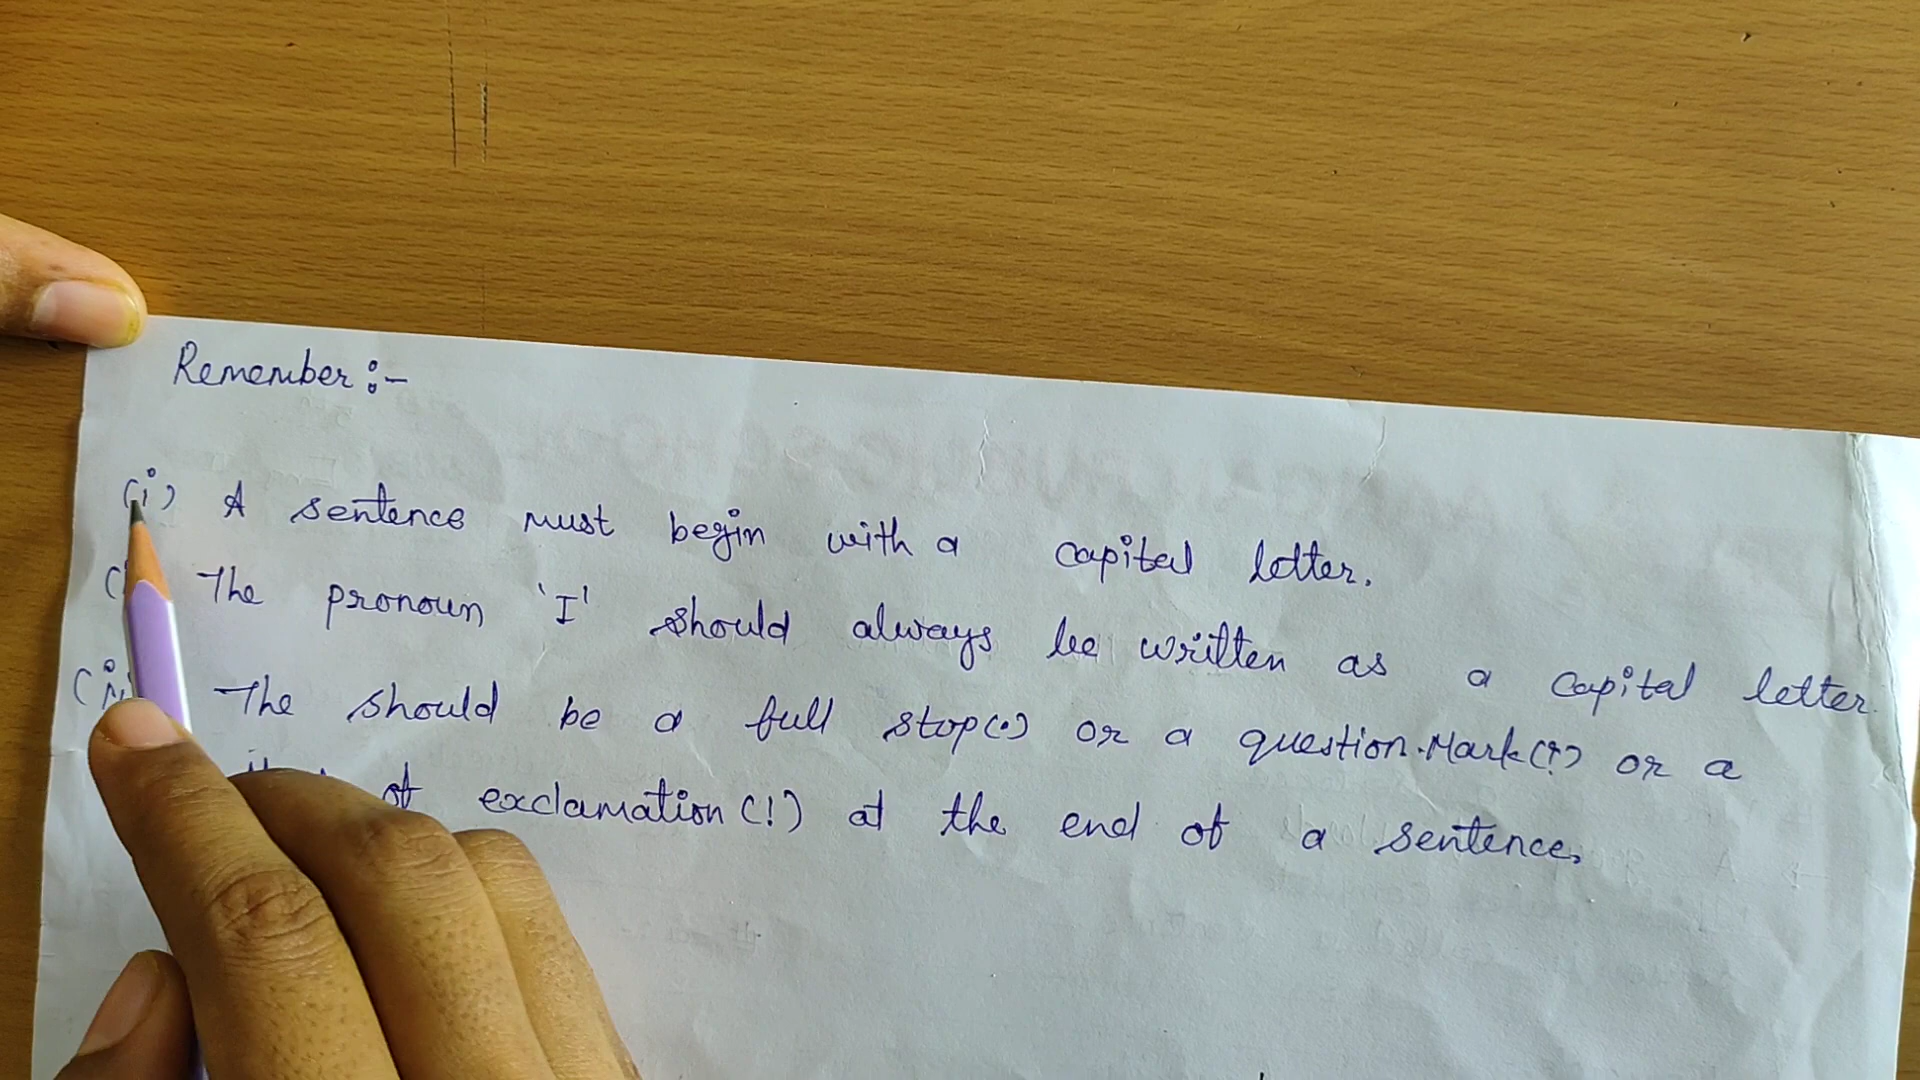 Remember :-
(i) A sentence must begin with a capital letter.
The pronoun 'I' should always be written as a capital letter.
The should be a full stop(.) or a question-Mark(?) or a
of exclamation(!) at the end of a sentence.